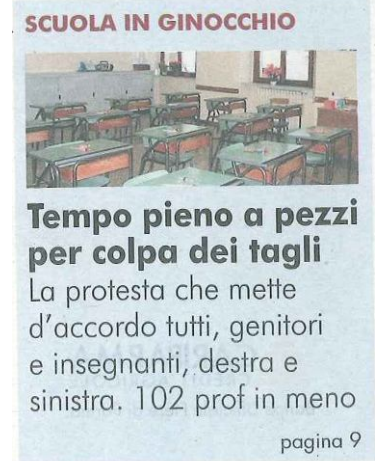 SCUOLA IN GINOCCHIO
Tempo pieno a pezzi
per colpa dei tagli
La protesta che mette
d'accordo tutti, genitori
e insegnanti, destra e
sinistra. 102 prof in meno
pagina 9